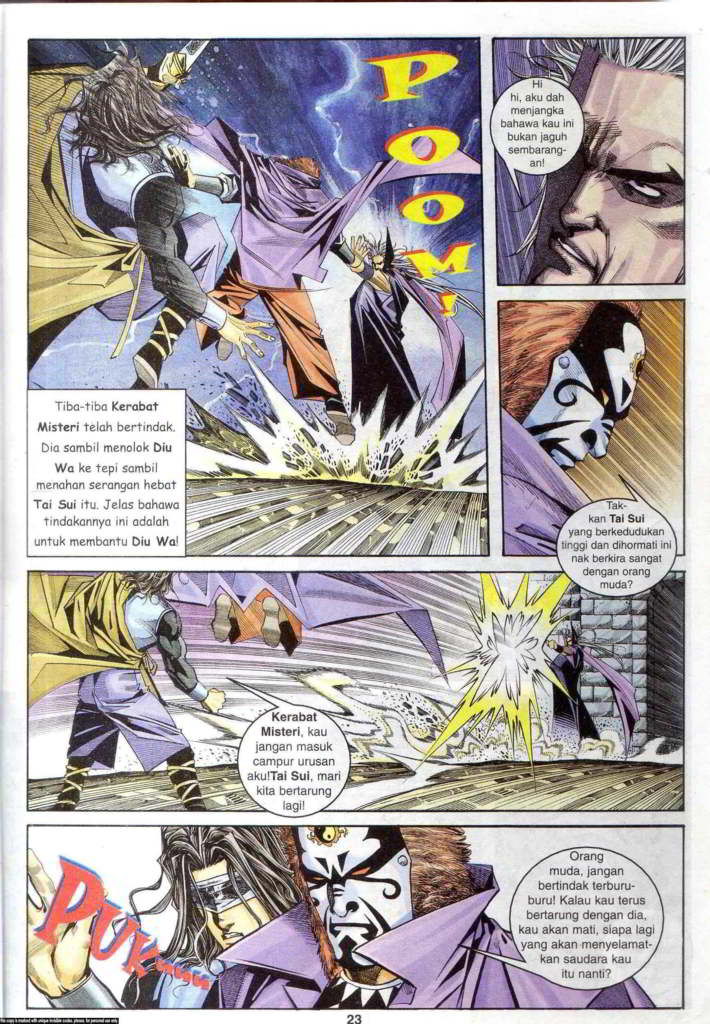 POOM!
Tiba-tiba Kerabat
Misteri telah bertindak.
Dia sambil menolok Diu
Wa ke tepi sambil
menahan serangan hebat
Tai Sui itu. Jelas bahawa
tindakannya ini adalah
untuk membantu Diu Wa!
Hi
hi, aku dah
menjangka
bahawa kau ini
bukan jaguh
sembarang-
an!
Tak-
kan Tai Sui
yang berkedudukan
tinggi dan dihormati ini
nak berkira sangat
dengan orang
muda?
Kerabat
Misteri, kau
jangan masuk
campur urusan
aku!Tai Sui, mari
kita bertarung
lagi!
PUK
Orang
muda, jangan
bertindak terburu-
buru! Kalau kau terus
bertarung dengan dia,
kau akan mati, siapa lagi
yang akan menyelamat-
kan saudara kau
itu nanti?
23